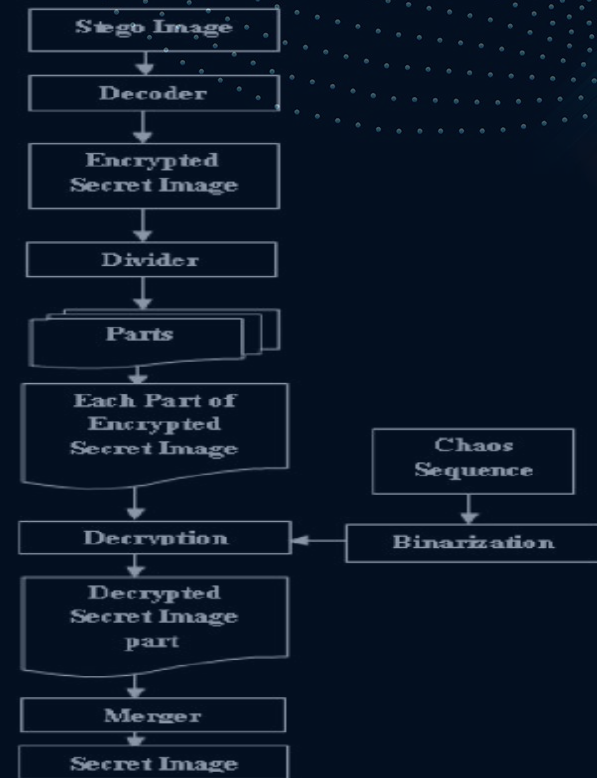 Stego Image
Decoder
Encrypted
Secret Image
Divider
Parts
Each Part of
Encrypted
Secret Image
Chaos
Sequence
Decryption
Binarization
Decrypted
Secret Image
part
Merger
Secret Image